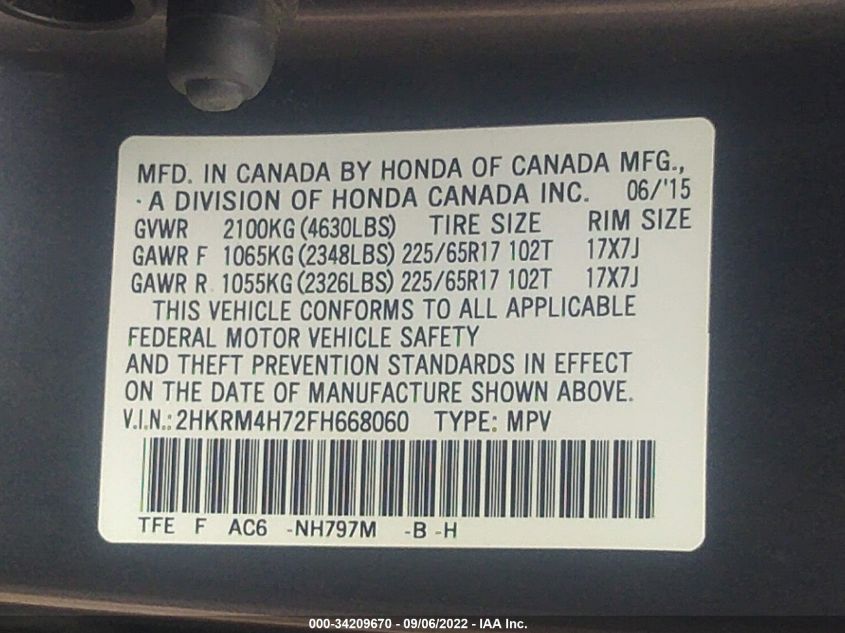 MFD. IN CANADA BY HONDA OF CANADA MFG.,
· A DIVISION OF HONDA CANADA INC. 06/'15
GVWR 2100KG (4630LBS) TIRE SIZE RIM SIZE
GAWR F 1065KG (2348LBS) 225/65R17 102T 17X7J
GAWR R 1055KG (2326LBS) 225/65R17 102T 17X7J
THIS VEHICLE CONFORMS TO ALL APPLICABLE
FEDERAL MOTOR VEHICLE SAFETY
AND THEFT PREVENTION STANDARDS IN EFFECT
ON THE DATE OF MANUFACTURE SHOWN ABOVE.
V.I.N.: 2HKRM4H72FH668060 TYPE: MPV
TFE F AC6 -NH797M -B -H
000-34209670 - 09/06/2022 - IAA Inc.